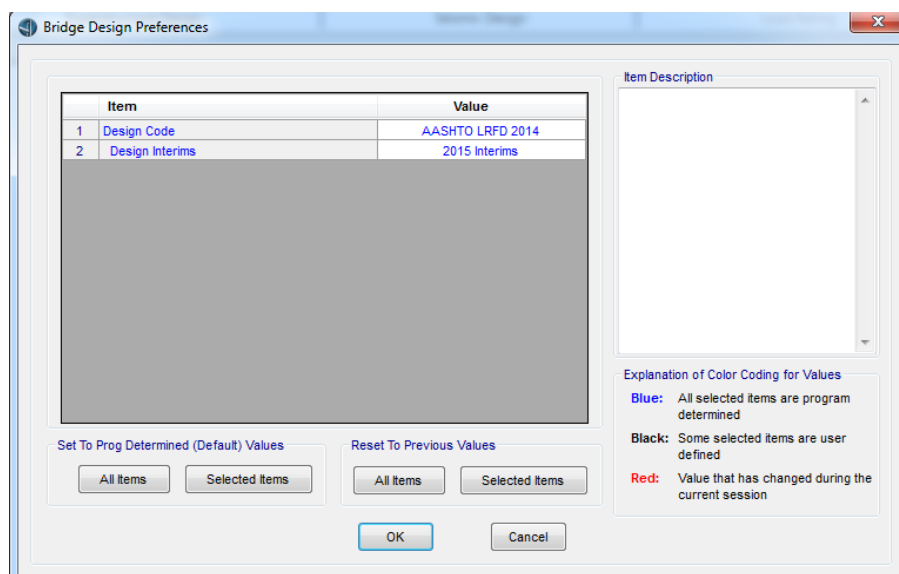 Bridge Design Preferences
Item Value
1 Design Code AASHTO LRFD 2014
2 Design Interims 2015 Interims
Set To Prog Determined (Default) Values
All Items Selected Items
Reset To Previous Values
All Items Selected Items
OK Cancel
Item Description
Explanation of Color Coding for Values
Blue: All selected items are program
determined
Black: Some selected items are user
defined
Red: Value that has changed during the
current session